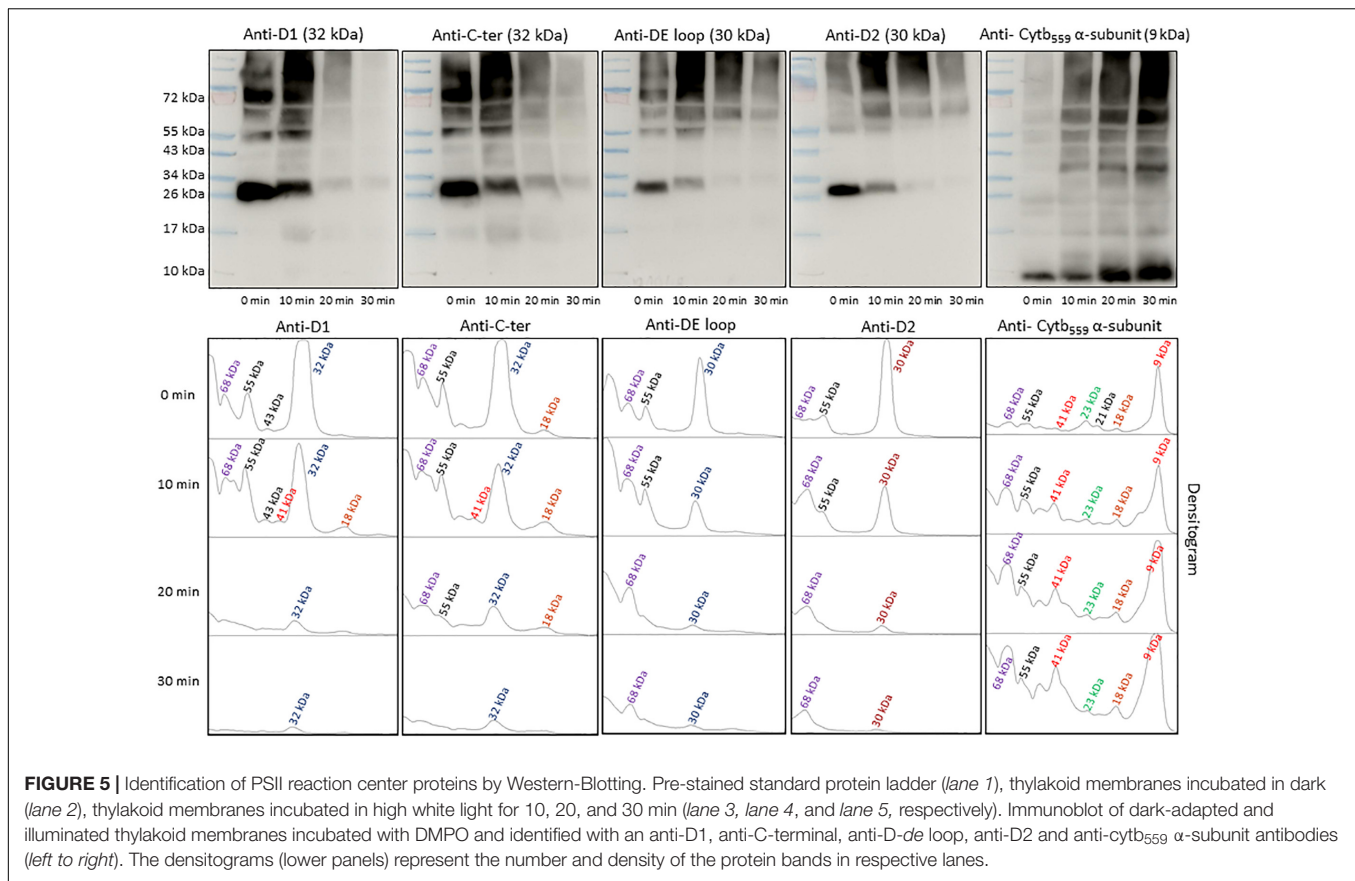 Anti-D1 (32 kDa) Anti-C-ter (32 kDa) Anti-DE loop (30 kDa) Anti-D2 (30 kDa) Anti- Cytb₅₅₉ α-subunit (9 kDa)
72 kDa
55 kDa
43 kDa
34 kDa
26 kDa
17 kDa
10 kDa
0 min 10 min 20 min 30 min 0 min 10 min 20 min 30 min 0 min 10 min 20 min 30 min 0 min 10 min 20 min 30 min 0 min 10 min 20 min 30 min
Anti-D1 Anti-C-ter Anti-DE loop Anti-D2 Anti- Cytb₅₅₉ α-subunit
0 min
68 kDa 55 kDa 43 kDa 32 kDa
68 kDa 55 kDa 32 kDa 18 kDa
68 kDa 55 kDa 30 kDa
68 kDa 55 kDa 30 kDa
68 kDa 55 kDa 41 kDa 23 kDa 21 kDa 18 kDa 9 kDa
10 min
68 kDa 55 kDa 43 kDa 41 kDa 32 kDa 18 kDa
68 kDa 55 kDa 41 kDa 32 kDa 18 kDa
68 kDa 55 kDa 30 kDa
68 kDa 55 kDa 30 kDa
68 kDa 55 kDa 41 kDa 23 kDa 18 kDa 9 kDa
20 min
32 kDa
68 kDa 55 kDa 32 kDa 18 kDa
68 kDa 30 kDa
68 kDa 30 kDa
68 kDa 55 kDa 41 kDa 23 kDa 18 kDa 9 kDa
30 min
32 kDa
32 kDa
68 kDa 30 kDa
68 kDa 30 kDa
68 kDa 55 kDa 41 kDa 23 kDa 18 kDa 9 kDa
Densitogram
FIGURE 5 | Identification of PSII reaction center proteins by Western-Blotting. Pre-stained standard protein ladder (lane 1), thylakoid membranes incubated in dark
(lane 2), thylakoid membranes incubated in high white light for 10, 20, and 30 min (lane 3, lane 4, and lane 5, respectively). Immunoblot of dark-adapted and
illuminated thylakoid membranes incubated with DMPO and identified with an anti-D1, anti-C-terminal, anti-D-de loop, anti-D2 and anti-cytb₅₅₉ α-subunit antibodies
(left to right). The densitograms (lower panels) represent the number and density of the protein bands in respective lanes.